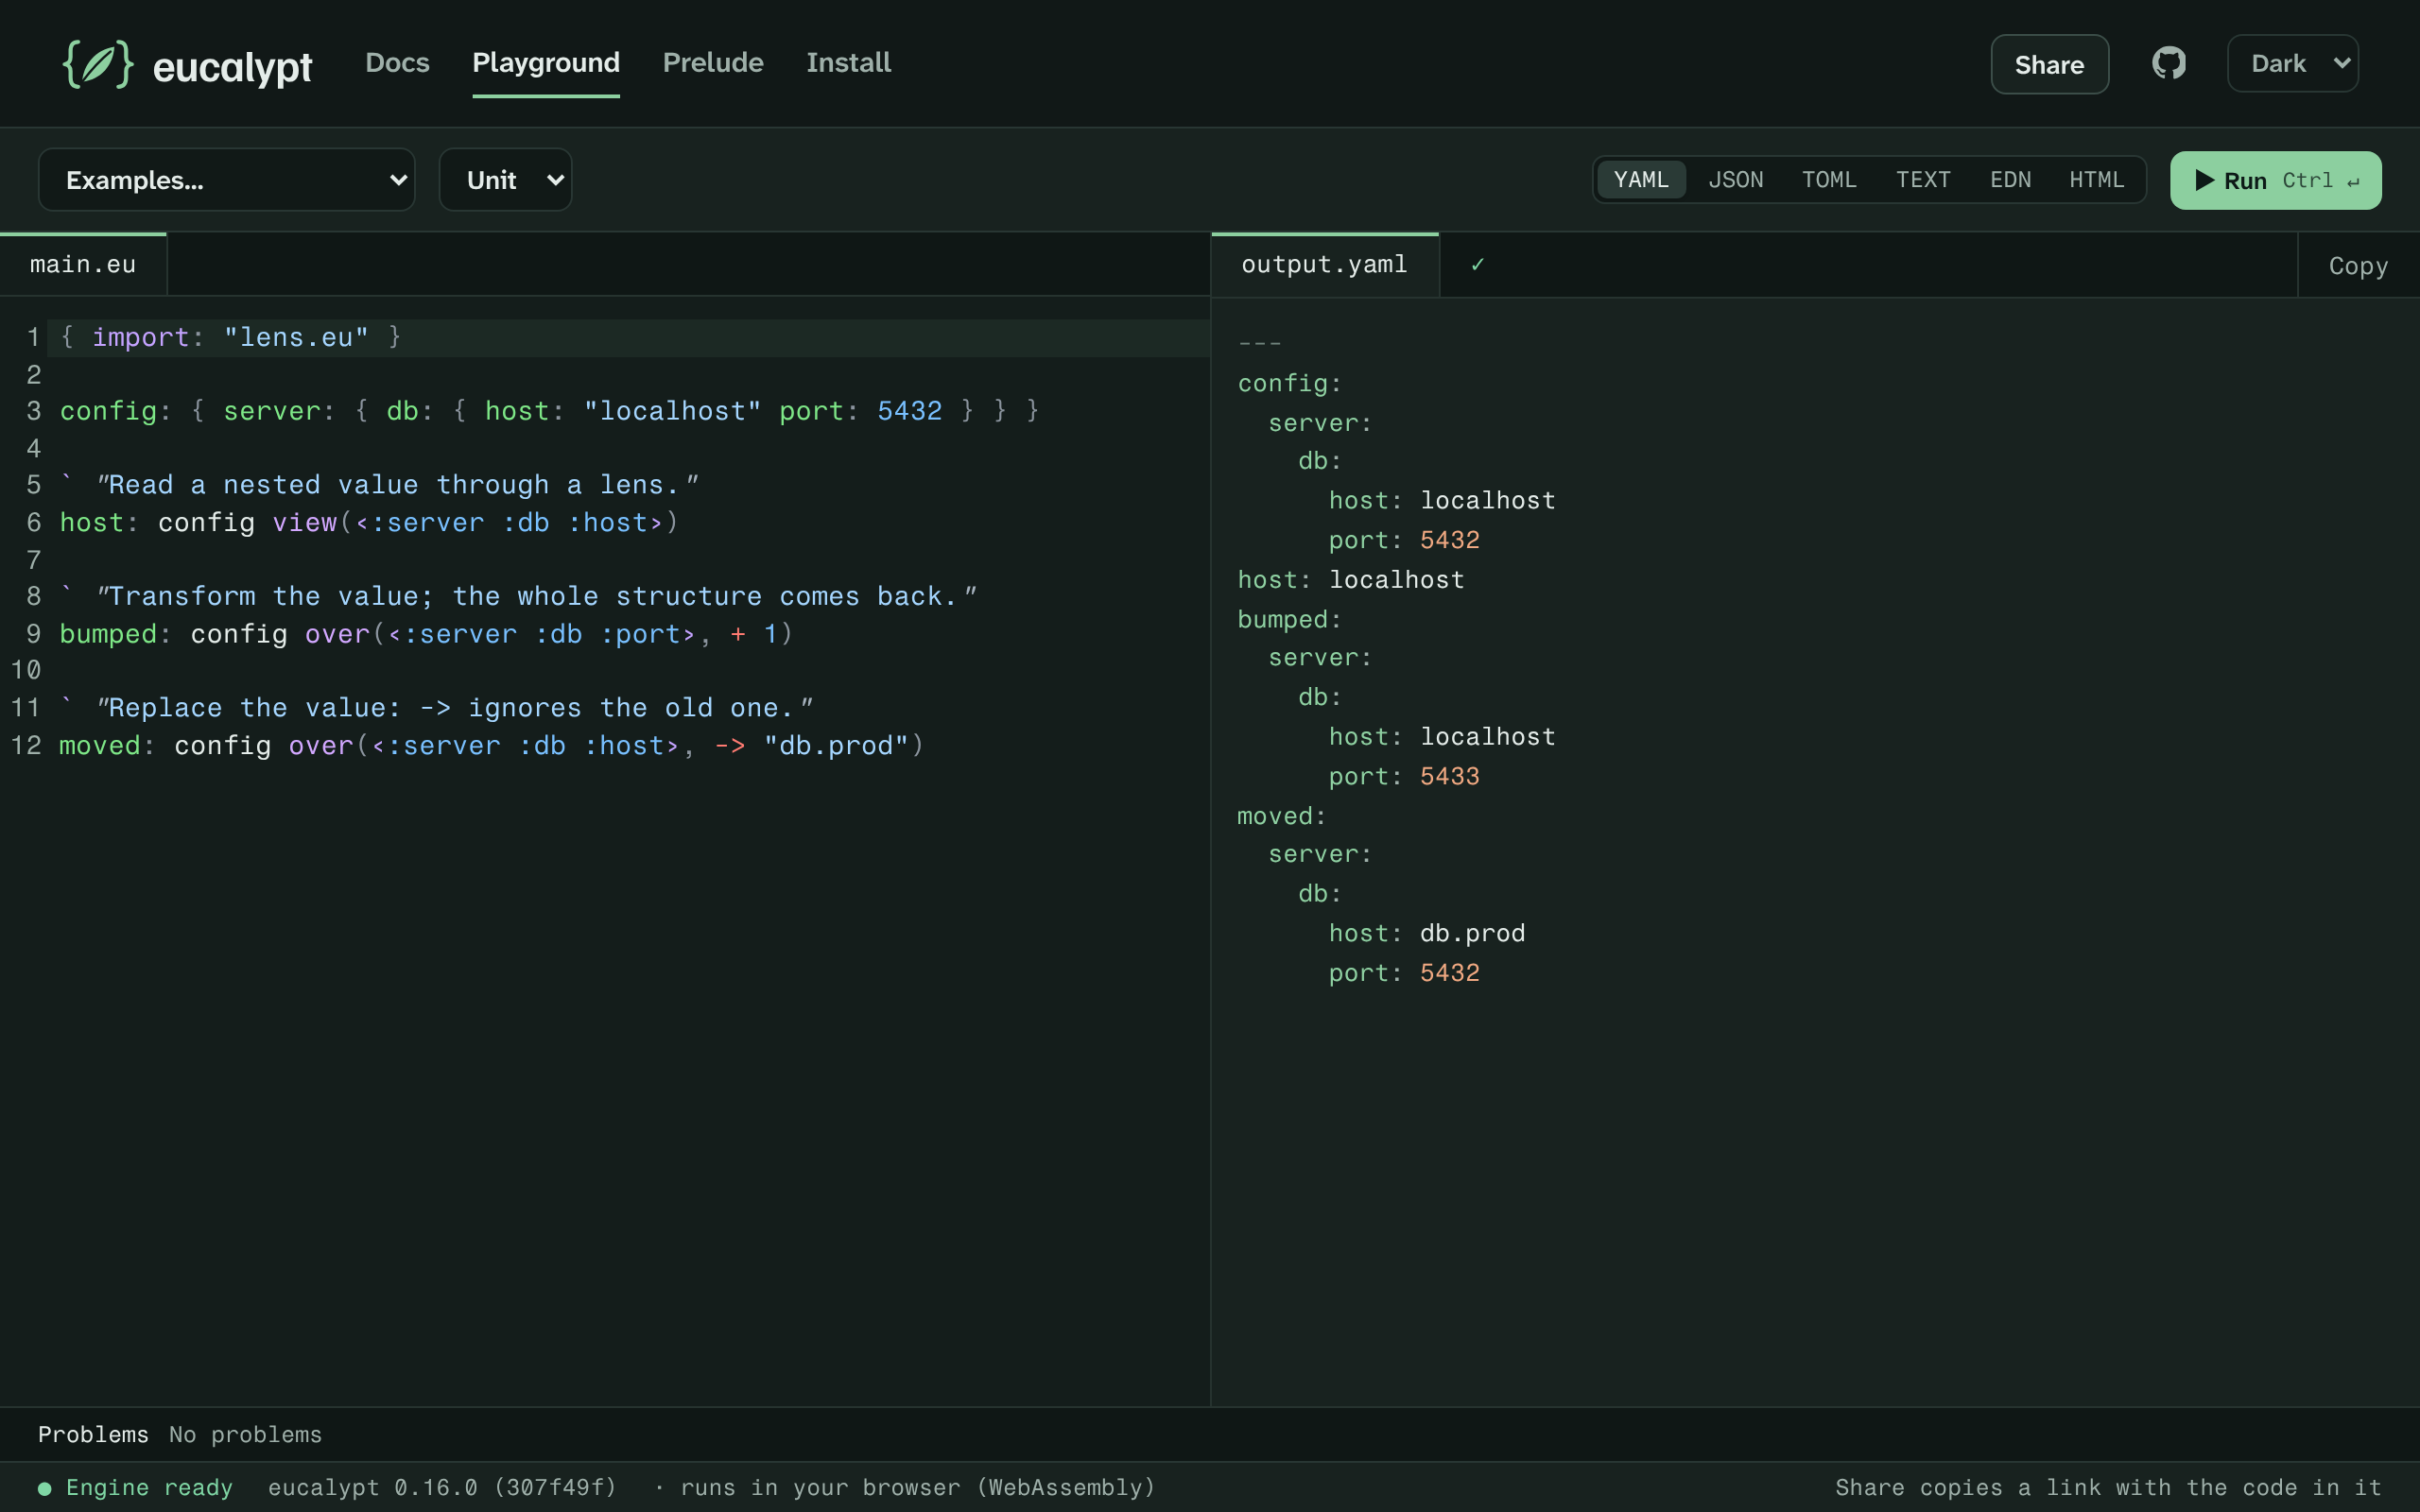 eucalypt Docs Playground Prelude Install Share Dark
Examples... Unit YAML JSON TOML TEXT EDN HTML Run Ctrl ↵
main.eu output.yaml ✓ Copy
1 { import: "lens.eu" }
2
3 config: { server: { db: { host: "localhost" port: 5432 } } }
4
5 ` "Read a nested value through a lens."
6 host: config view(‹:server :db :host›)
7
8 ` "Transform the value; the whole structure comes back."
9 bumped: config over(‹:server :db :port›, + 1)
10
11 ` "Replace the value: -> ignores the old one."
12 moved: config over(‹:server :db :host›, -> "db.prod")
---
config:
  server:
    db:
      host: localhost
      port: 5432
host: localhost
bumped:
  server:
    db:
      host: localhost
      port: 5433
moved:
  server:
    db:
      host: db.prod
      port: 5432
Problems No problems
Engine ready eucalypt 0.16.0 (307f49f) · runs in your browser (WebAssembly) Share copies a link with the code in it